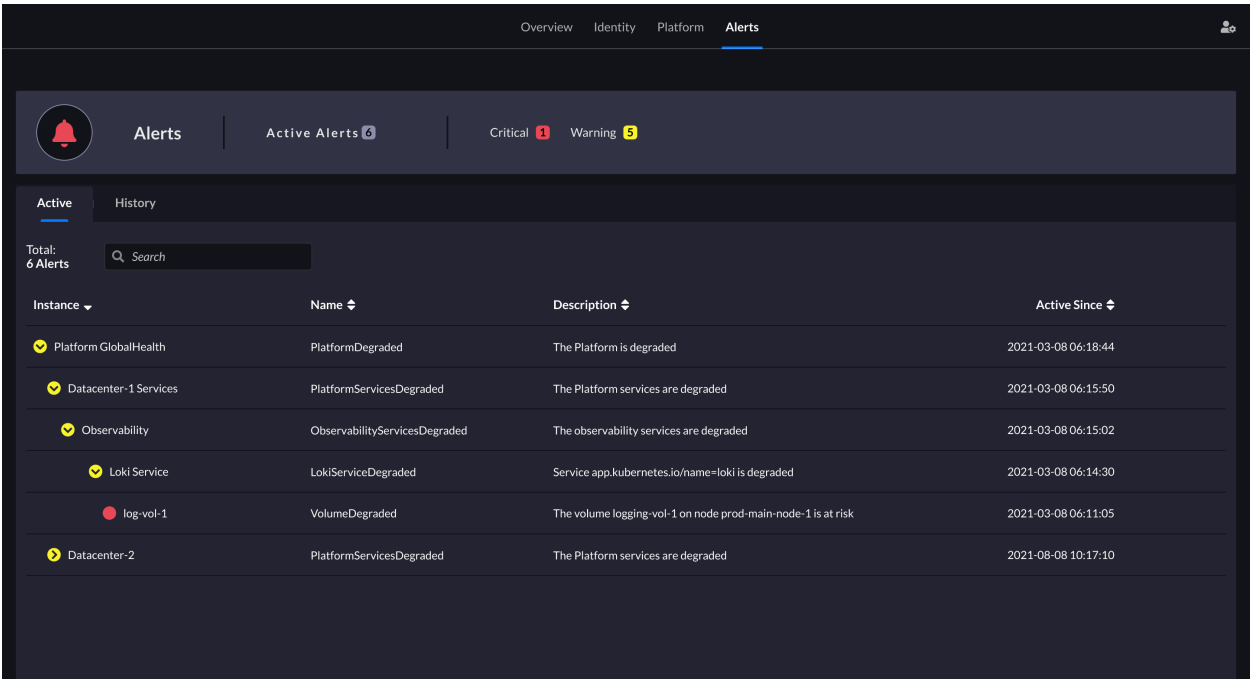 Overview Identity Platform Alerts
Alerts Active Alerts 6 Critical 1 Warning 5
Active History
Total:
6 Alerts
Search
Instance Name Description Active Since
Platform GlobalHealth PlatformDegraded The Platform is degraded 2021-03-08 06:18:44
Datacenter-1 Services PlatformServicesDegraded The Platform services are degraded 2021-03-08 06:15:50
Observability ObservabilityServicesDegraded The observability services are degraded 2021-03-08 06:15:02
Loki Service LokiServiceDegraded Service app.kubernetes.io/name=loki is degraded 2021-03-08 06:14:30
log-vol-1 VolumeDegraded The volume logging-vol-1 on node prod-main-node-1 is at risk 2021-03-08 06:11:05
Datacenter-2 PlatformServicesDegraded The Platform services are degraded 2021-08-08 10:17:10